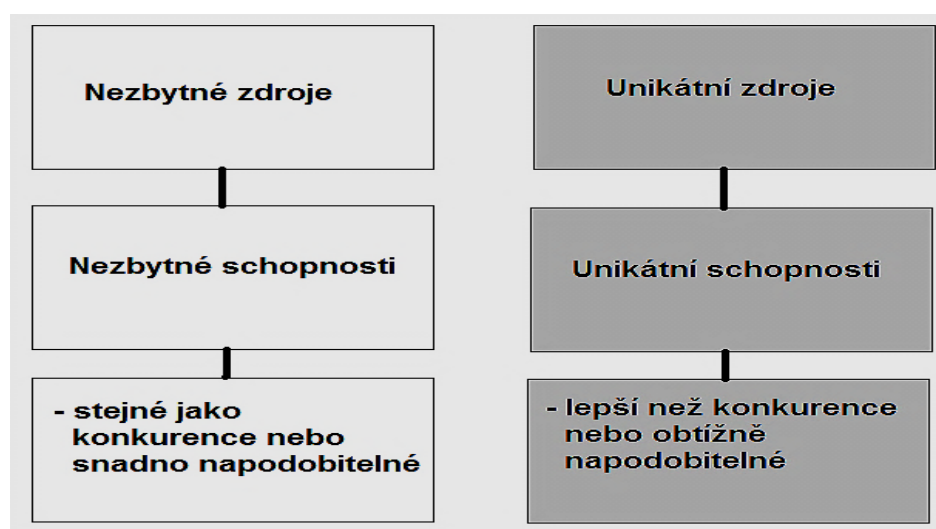 Nezbytné zdroje
Unikátní zdroje
Nezbytné schopnosti
Unikátní schopnosti
- stejné jako
konkurence nebo
snadno napodobitelné
- lepší než konkurence
nebo obtížně
napodobitelné